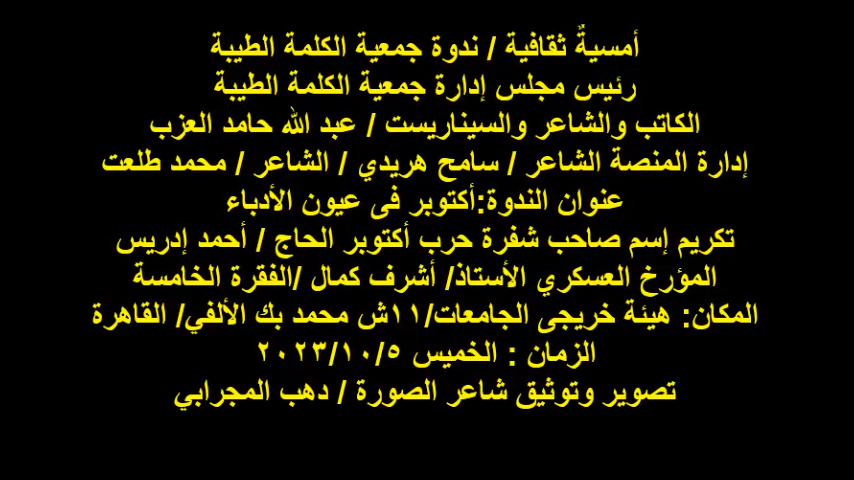 أمسيةٌ ثقافية / ندوة جمعية الكلمة الطيبة
رئيس مجلس إدارة جمعية الكلمة الطيبة
الكاتب والشاعر والسيناريست / عبد الله حامد العزب
إدارة المنصة الشاعر / سامح هريدي / الشاعر / محمد طلعت
عنوان الندوة:أكتوبر فى عيون الأدباء
تكريم إسم صاحب شفرة حرب أكتوبر الحاج / أحمد إدريس
المؤرخ العسكري الأستاذ/ أشرف كمال /الفقرة الخامسة
المكان: هيئة خريجى الجامعات/١١ش محمد بك الألفي/ القاهرة
الزمان : الخميس ٢٠٢٣/١٠/٥
تصوير وتوثيق شاعر الصورة / دهب المجرابي